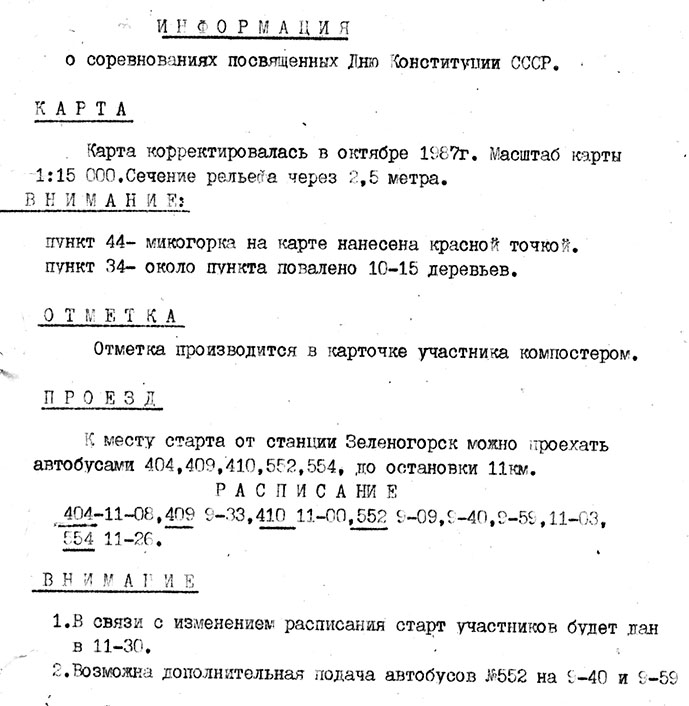 ИНФОРМАЦИЯ
о соревнованиях посвященных Дню Конституции СССР.
КАРТА
Карта корректировалась в октябре 1987г. Масштаб карты
1:15 000.Сечение рельефа через 2,5 метра.
ВНИМАНИЕ:
пункт 44- микогорка на карте нанесена красной точкой.
пункт 34- около пункта повалено 10-15 деревьев.
ОТМЕТКА
Отметка производится в карточке участника компостером.
ПРОЕЗД
К месту старта от станции Зеленогорск можно проехать
автобусами 404,409,410,552,554, до остановки 11км.
РАСПИСАНИЕ
404-11-08,409 9-33,410 11-00,552 9-09,9-40,9-59,11-03,
554 11-26.
ВНИМАНИЕ
1.В связи с изменением расписания старт участников будет дан
в 11-30.
2.Возможна дополнительная подача автобусов №552 на 9-40 и 9-59